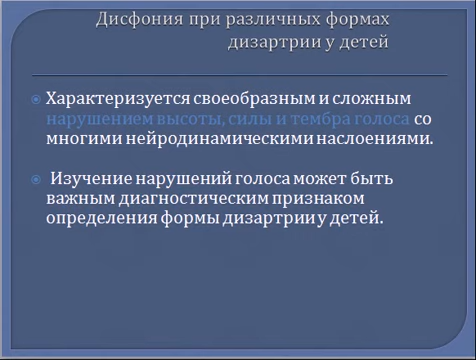 Дисфония при различных формах
дизартрии у детей
Характеризуется своеобразным и сложным
нарушением высоты, силы и тембра голоса со
многими нейродинамическими наслоениями.
Изучение нарушений голоса может быть
важным диагностическим признаком
определения формы дизартрии у детей.